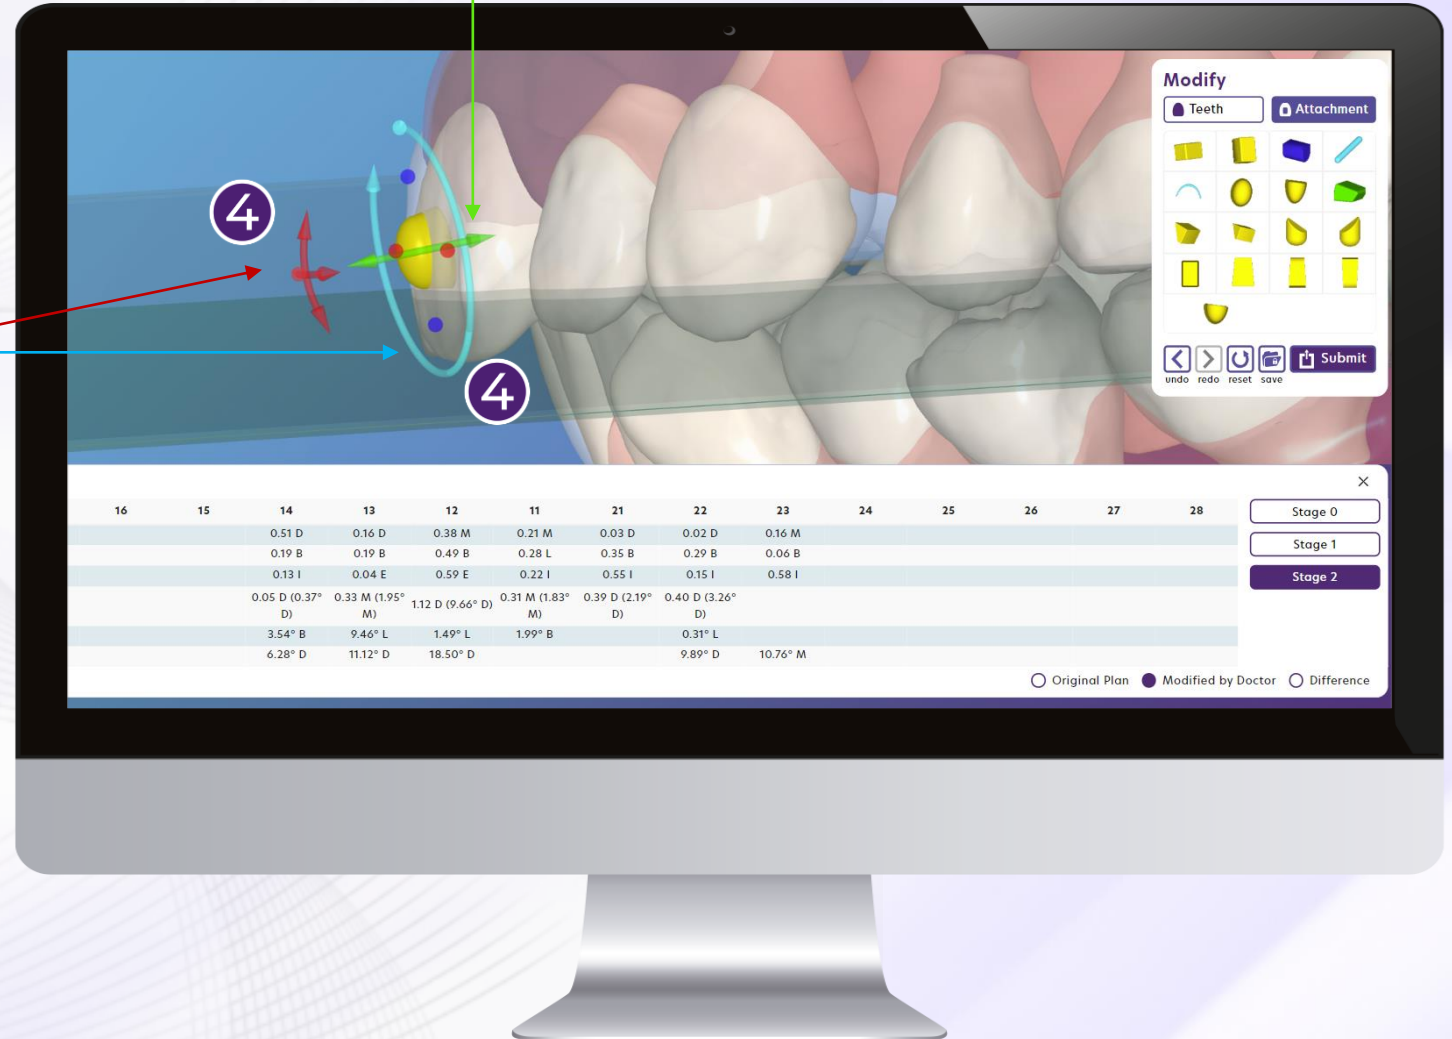 Modify
Teeth Attachment
4
4
undo redo reset save Submit
16 15 14 13 12 11 21 22 23 24 25 26 27 28
0.51 D 0.16 D 0.38 M 0.21 M 0.03 D 0.02 D 0.16 M
0.19 B 0.19 B 0.49 B 0.28 L 0.35 B 0.29 B 0.06 B
0.13 I 0.04 E 0.59 E 0.22 I 0.55 I 0.15 I 0.58 I
0.05 D (0.37° 0.33 M (1.95° 1.12 D (9.66° D) 0.31 M (1.83° 0.39 D (2.19° 0.40 D (3.26°
D) M) M) D) D)
3.54° B 9.46° L 1.49° L 1.99° B 0.31° L
6.28° D 11.12° D 18.50° D 9.89° D 10.76° M
Stage 0
Stage 1
Stage 2
Original Plan Modified by Doctor Difference